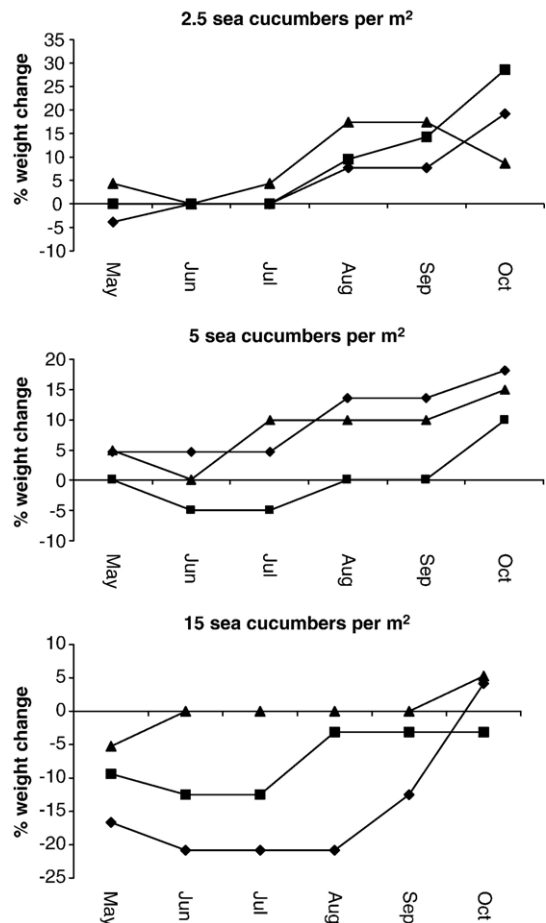 2.5 sea cucumbers per m²
% weight change
30
25
20
15
10
5
0
-5
-10
May
Jun
Jul
Aug
Sep
Oct
5 sea cucumbers per m²
% weight change
20
15
10
5
0
-5
-10
May
Jun
Jul
Aug
Sep
Oct
15 sea cucumbers per m²
% weight change
10
5
0
-5
-10
-15
-20
-25
May
Jun
Jul
Aug
Sep
Oct